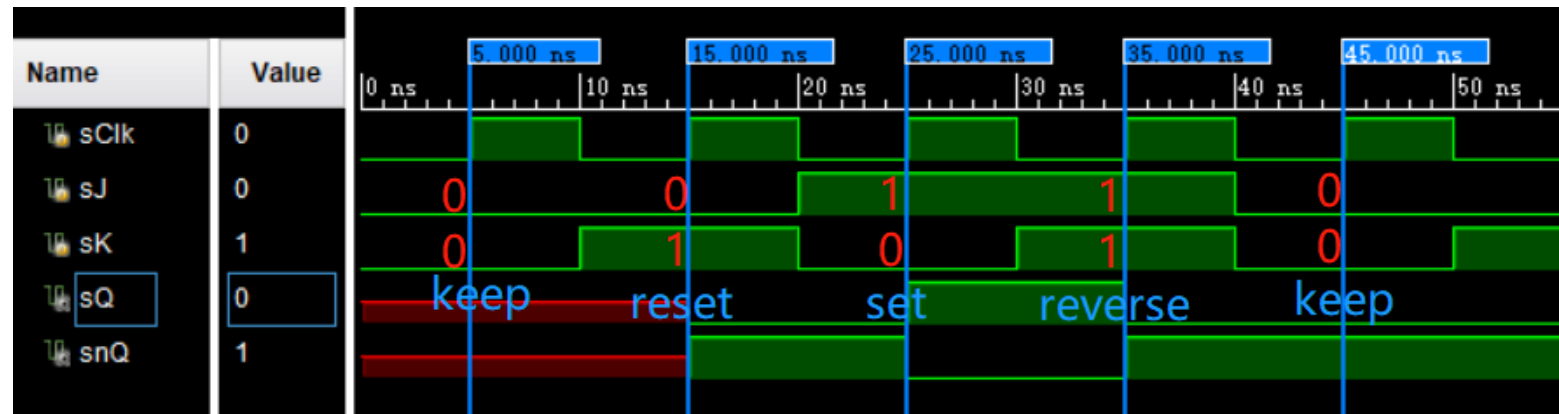 5.000 ns 15.000 ns 25.000 ns 35.000 ns 45.000 ns
Name Value 0 ns 10 ns 20 ns 30 ns 40 ns 50 ns
sClk 0
sJ 0 0 0 1 1 0
sK 1 0 1 0 1 0
sQ 0 keep reset set reverse keep
snQ 1